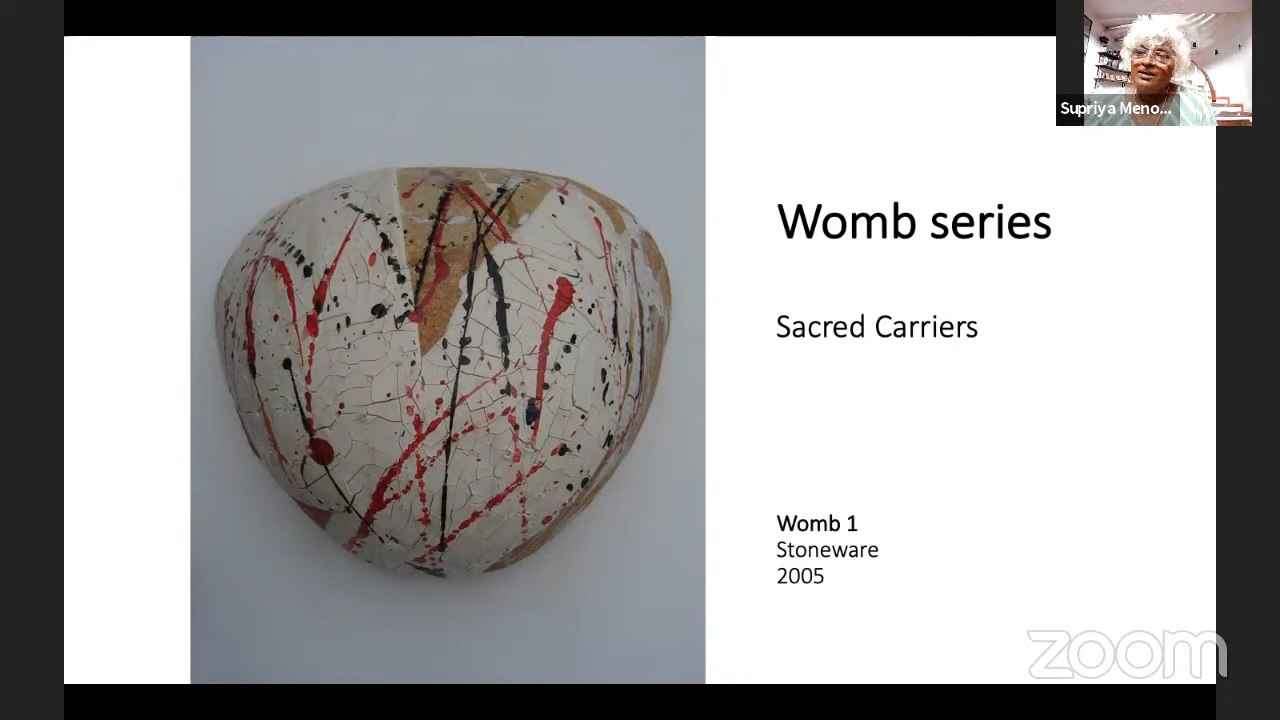 Supriya Meno...
Womb series
Sacred Carriers
Womb 1
Stoneware
2005
zoom